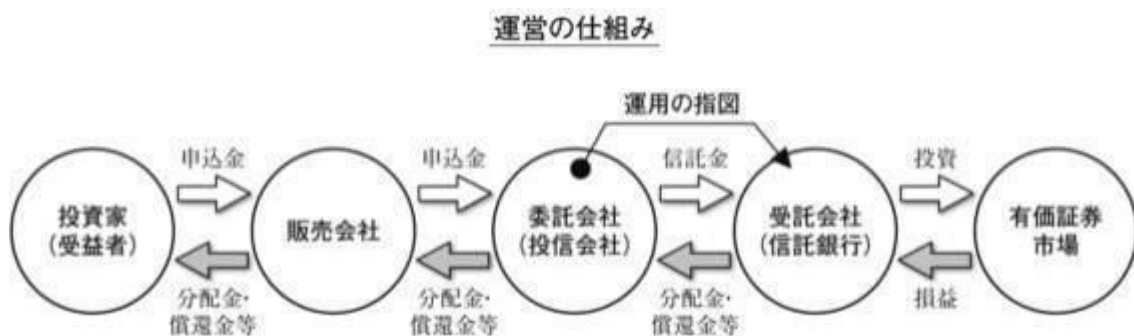 運営の仕組み
運用の指図
申込金
申込金
信託金
投資
投資家
(受益者)
販売会社
委託会社
(投信会社)
受託会社
(信託銀行)
有価証券
市場
分配金・
償還金等
分配金・
償還金等
分配金・
償還金等
損益